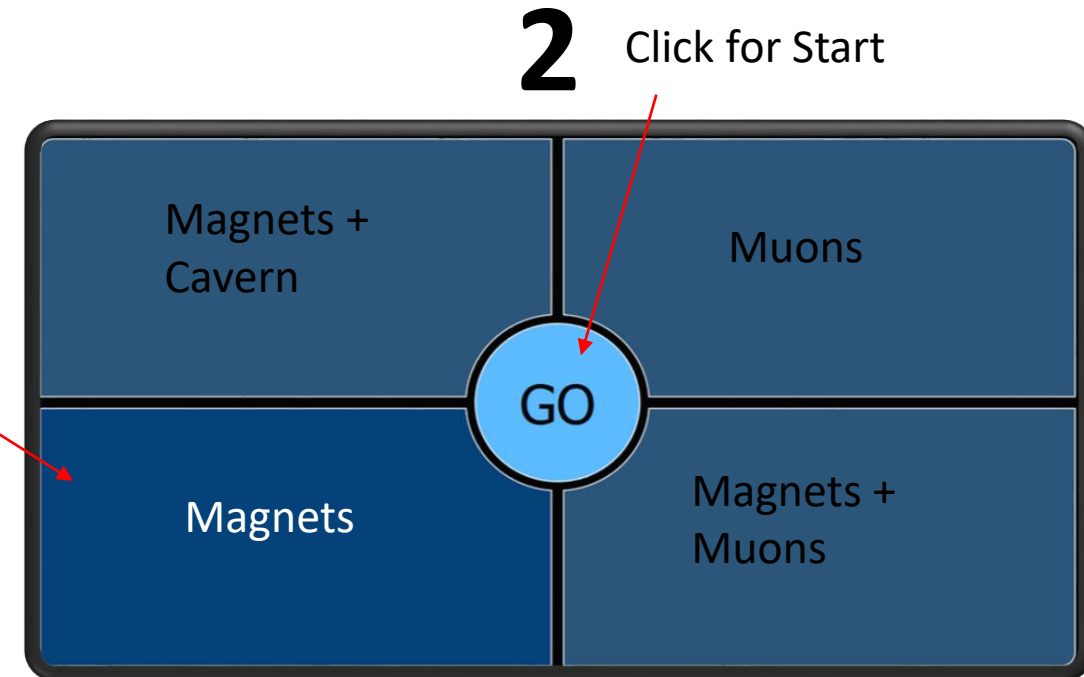 2 Click for Start
Magnets +
Cavern
Muons
GO
Magnets
Magnets +
Muons